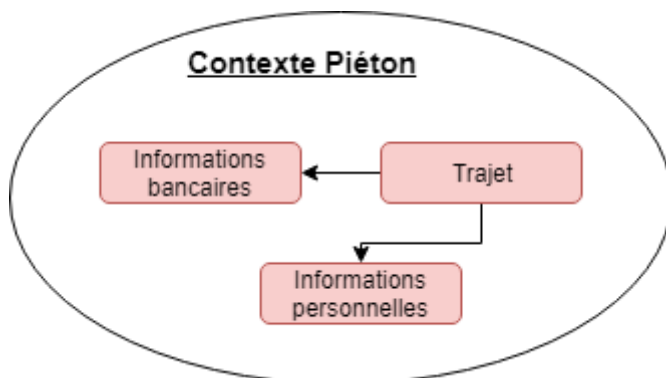 Contexte Piéton
Informations
bancaires
Trajet
Informations
personnelles